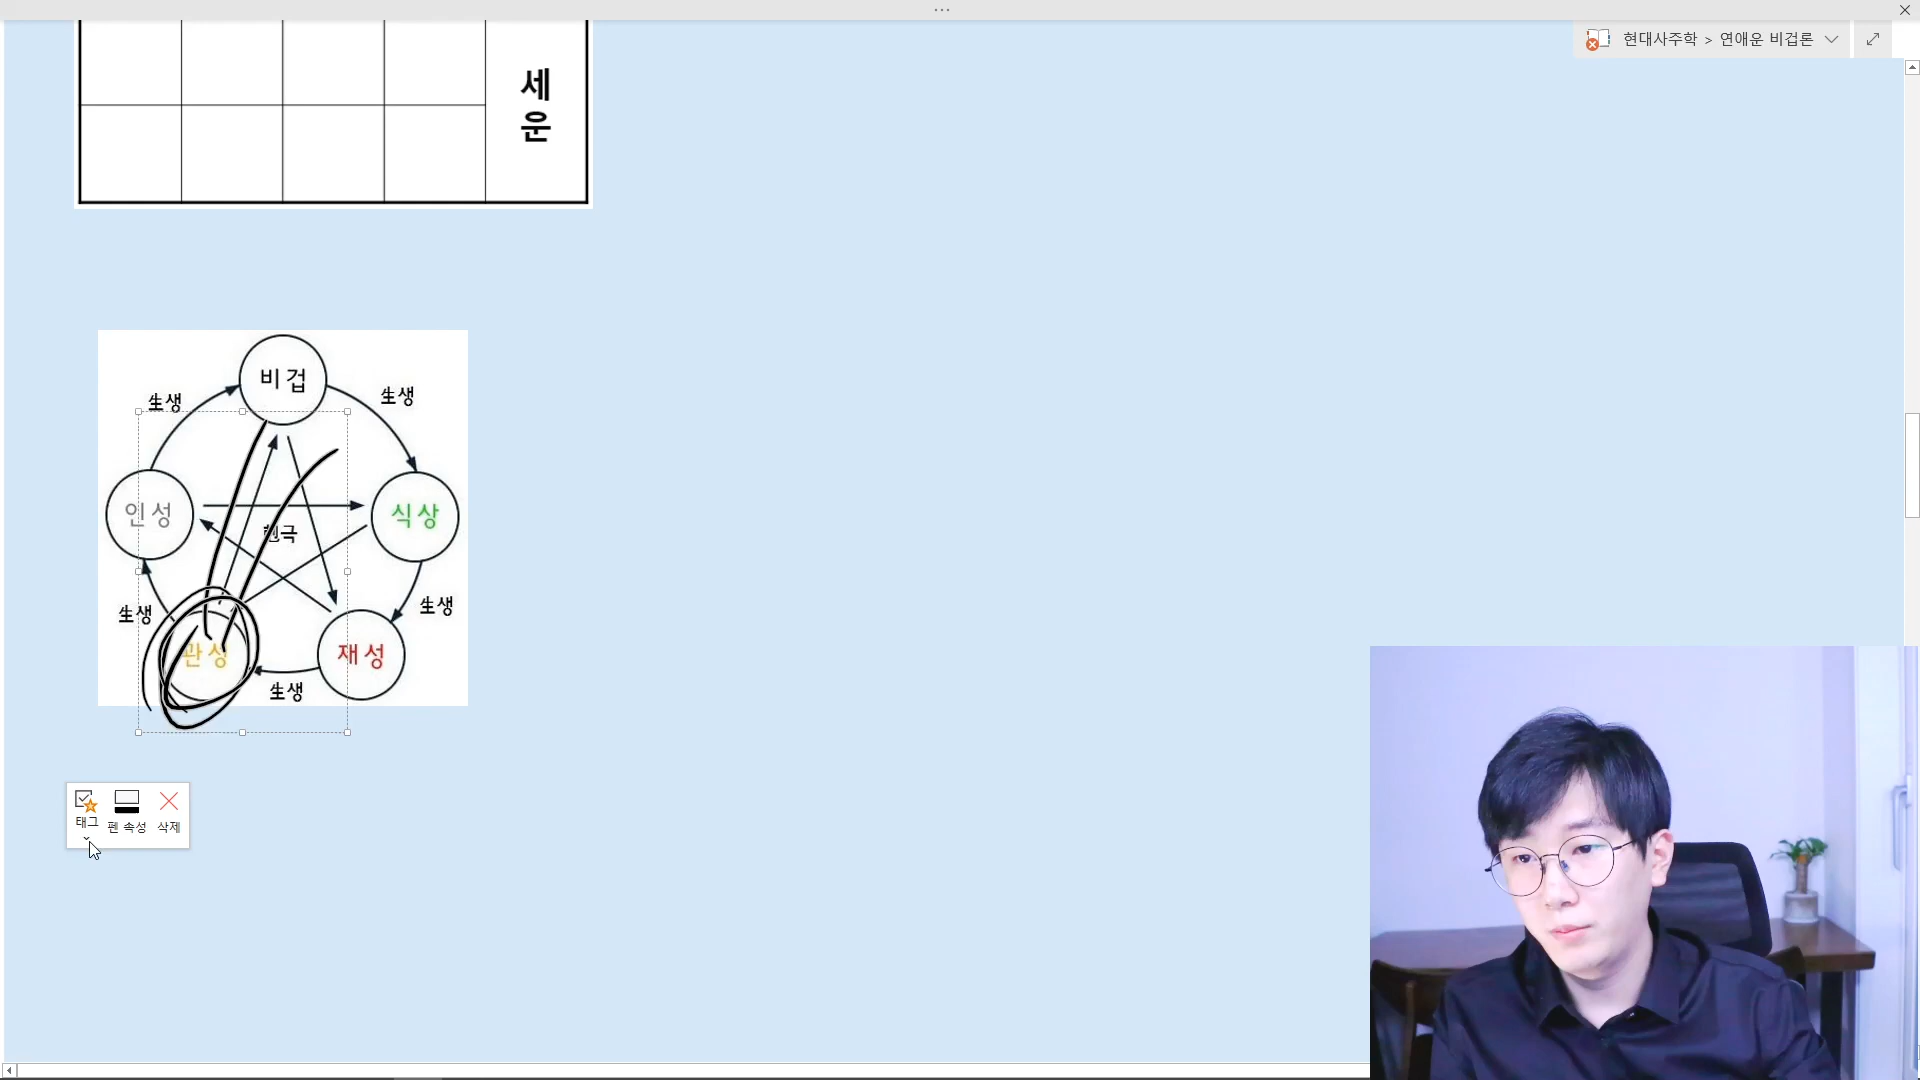 현대사주학 > 연애운 비겁론
세
운
비겁
生생
生생
인성
식상
극
生생
生생
관성
재성
生생
태그
펜 속성
삭제